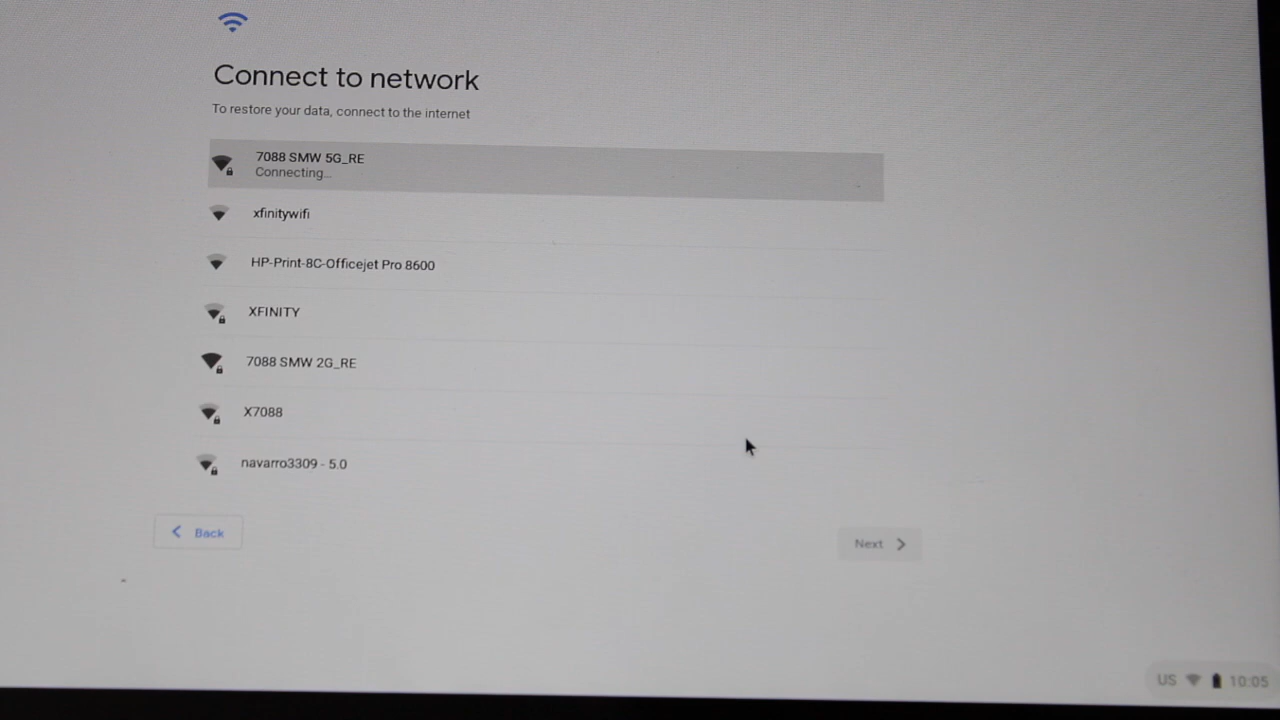 Connect to network
To restore your data, connect to the internet
7088 SMW 5G_RE
Connecting...
xfinitywifi
HP-Print-8C-Officejet Pro 8600
XFINITY
7088 SMW 2G_RE
X7088
navarro3309 - 5.0
Back
Next
US 10:05